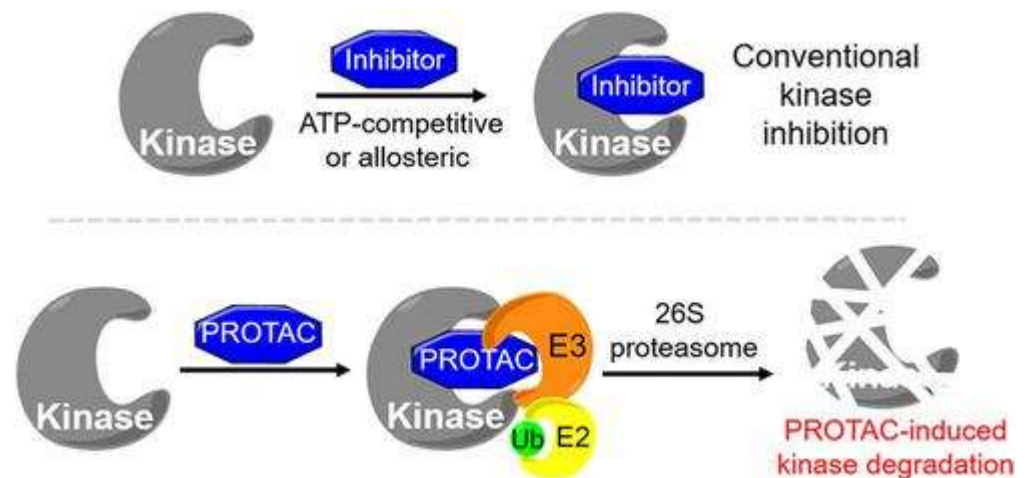 Inhibitor
ATP-competitive
or allosteric
Kinase
Inhibitor
Kinase
Conventional
kinase
inhibition
PROTAC
Kinase
PROTAC
E3
Kinase
Ub
E2
26S
proteasome
PROTAC-induced
kinase degradation